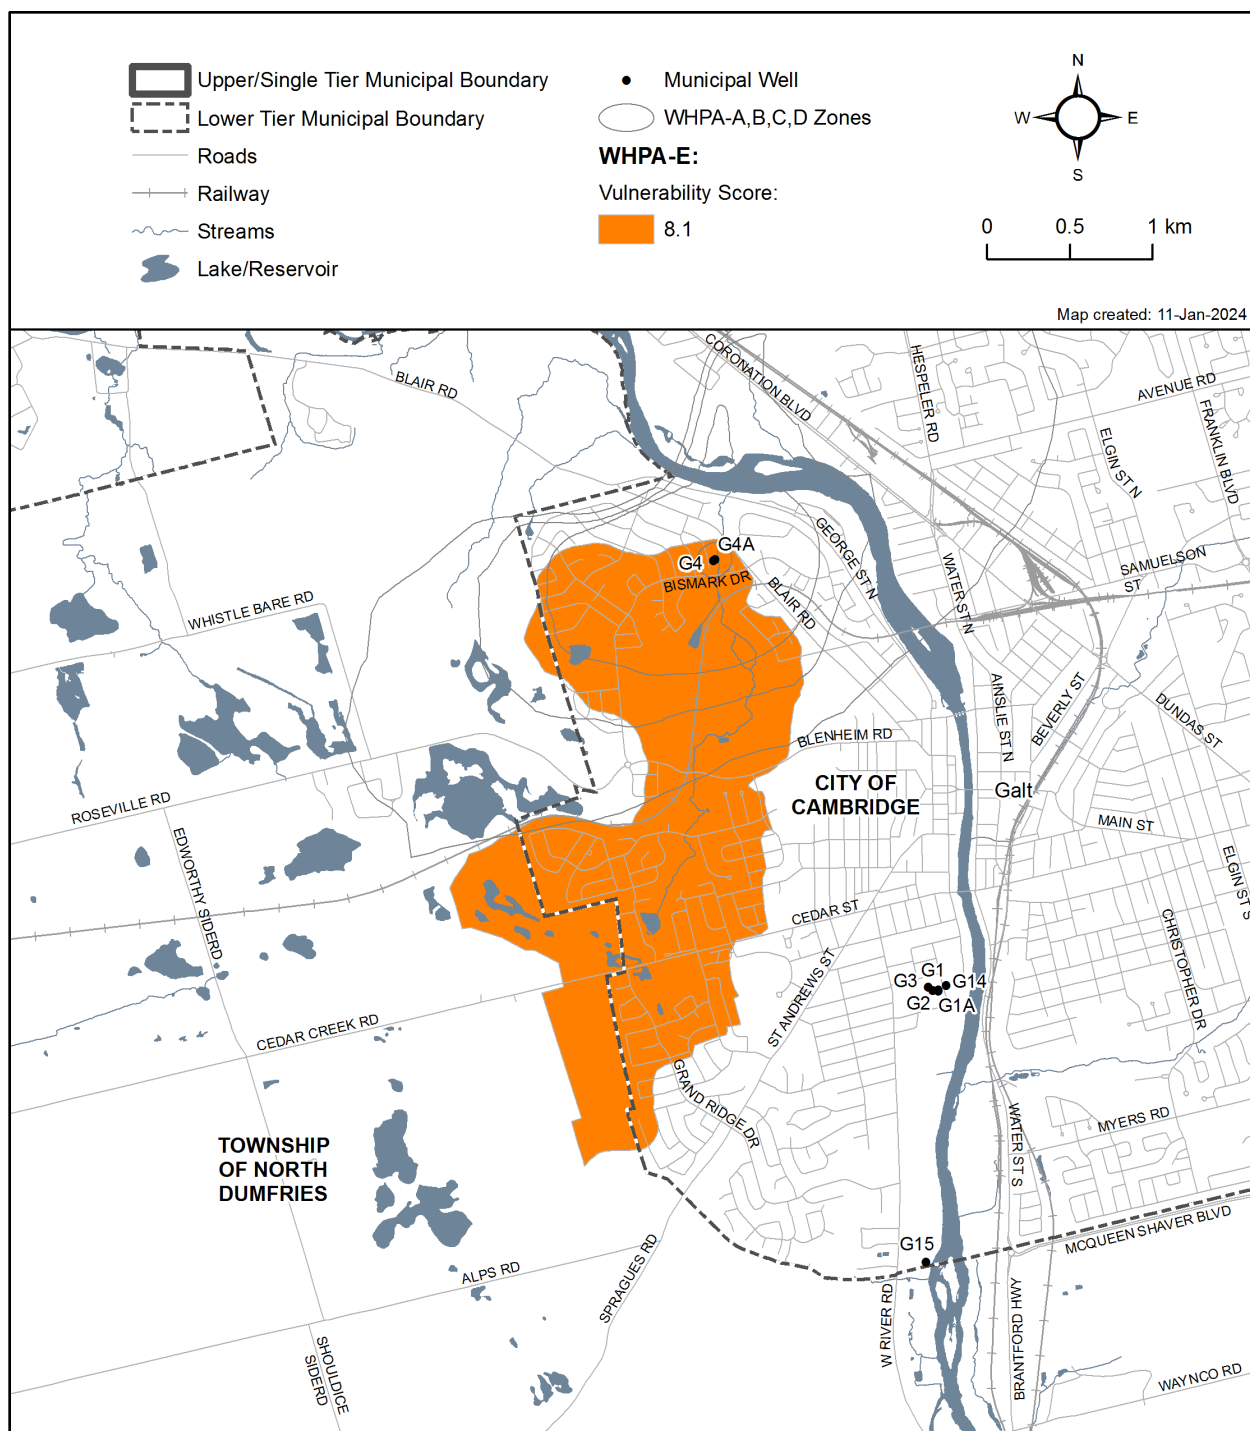 Upper/Single Tier Municipal Boundary
Lower Tier Municipal Boundary
Roads
Railway
Streams
Lake/Reservoir
Municipal Well
WHPA-A,B,C,D Zones
WHPA-E:
Vulnerability Score:
8.1
N
W
E
S
0 0.5 1 km
Map created: 11-Jan-2024
CORONATION BLVD
HESPELER RD
BLAIR RD
AVENUE RD
FRANKLIN BLVD
ELGIN ST N
GEORGE ST N
G4A
G4
BISMARK DR
BLAIR RD
WATER ST N
SAMUELSON
ST
WHISTLE BARE RD
AINSLIE ST N
BEVERLY ST
DUNDAS ST
BLENHEIM RD
CITY OF
CAMBRIDGE
Galt
ROSEVILLE RD
MAIN ST
EDWORTHY SIDERD
ELGIN ST S
CEDAR ST
CHRISTOPHER DR
ST ANDREWS ST
G1
G3
G14
G2
G1A
CEDAR CREEK RD
GRAND RIDGE DR
WATER ST S
MYERS RD
TOWNSHIP
OF NORTH
DUMFRIES
MCQUEEN SHAVER BLVD
G15
ALPS RD
SPRAGUES RD
W RIVER RD
BRANTFORD HWY
SHOULDICE
SIDERD
WAYNCO RD